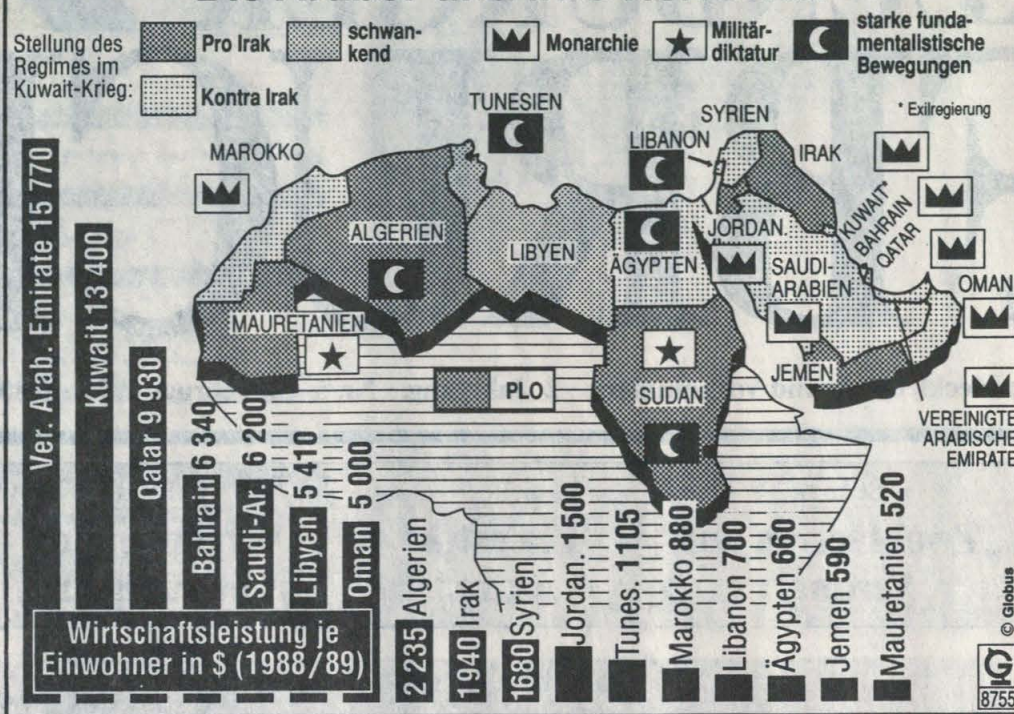 Stellung des
Regimes im
Kuwait-Krieg:
Pro Irak
schwan-
kend
Kontra Irak
Monarchie
Militär-
diktatur
starke funda-
mentalistische
Bewegungen
* Exilregierung
TUNESIEN
SYRIEN
LIBANON
IRAK
MAROKKO
KUWAIT*
BAHRAIN
QATAR
ALGERIEN
LIBYEN
ÄGYPTEN
JORDAN.
SAUDI-
ARABIEN
OMAN
MAURETANIEN
SUDAN
JEMEN
PLO
VEREINIGTE
ARABISCHE
EMIRATE
Ver. Arab. Emirate 15 770
Kuwait 13 400
Qatar 9 930
Bahrain 6 340
Saudi-Ar. 6 200
Libyen 5 410
Oman 5 000
2 235 Algerien
1940 Irak
1680 Syrien
Jordan. 1500
Tunes. 1105
Marokko 880
Libanon 700
Ägypten 660
Jemen 590
Mauretanien 520
Wirtschaftsleistung je
Einwohner in $ (1988/89)
© Globus
G
8755